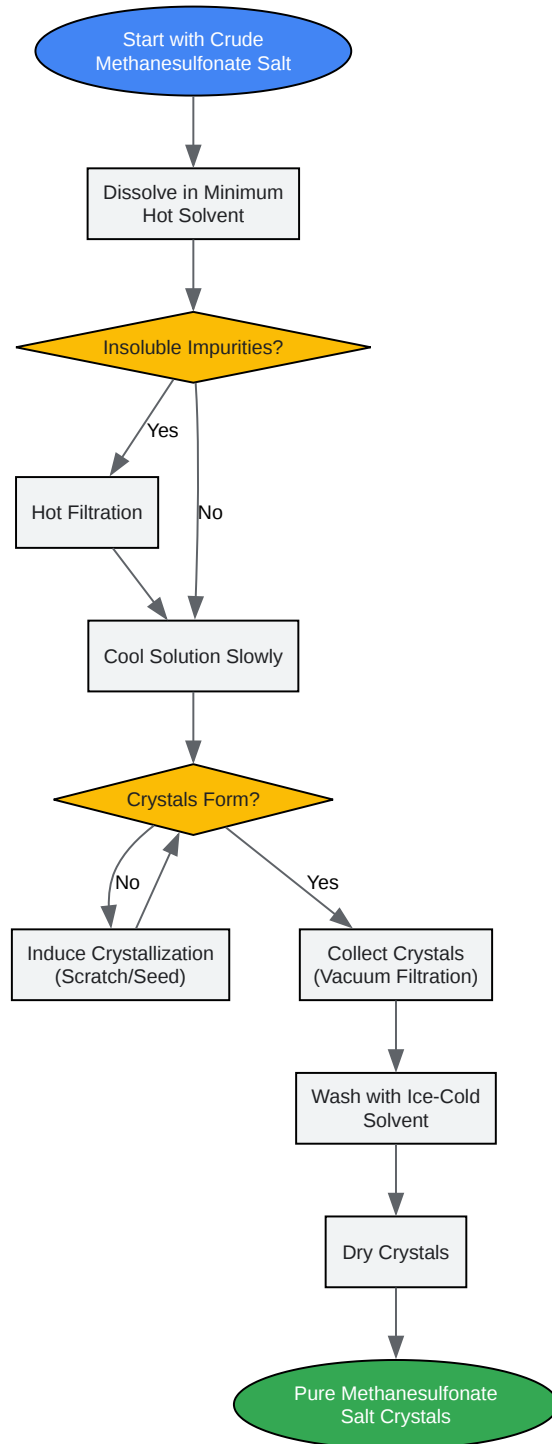 Start with Crude
Methanesulfonate Salt
Dissolve in Minimum
Hot Solvent
Insoluble Impurities?
Yes
Hot Filtration
No
Cool Solution Slowly
Crystals Form?
No
Yes
Induce Crystallization
(Scratch/Seed)
Collect Crystals
(Vacuum Filtration)
Wash with Ice-Cold
Solvent
Dry Crystals
Pure Methanesulfonate
Salt Crystals